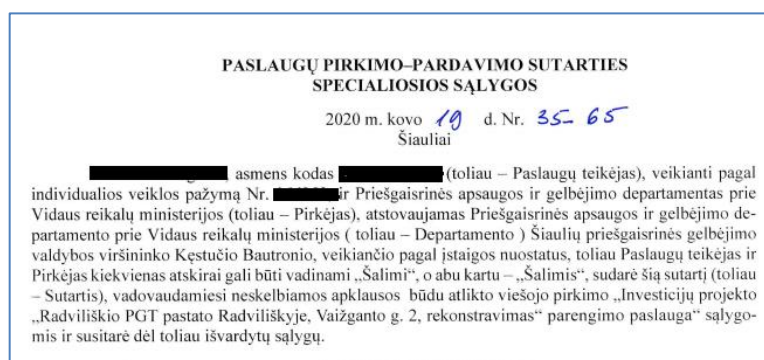 PASLAUGŲ PIRKIMO–PARDAVIMO SUTARTIES
SPECIALIOSIOS SĄLYGOS
2020 m. kovo 19 d. Nr. 35-65
Šiauliai
, asmens kodas (toliau – Paslaugų teikėjas), veikianti pagal
individualios veiklos pažymą Nr. ir Priešgaisrinės apsaugos ir gelbėjimo departamentas prie
Vidaus reikalų ministerijos (toliau – Pirkėjas), atstovaujamas Priešgaisrinės apsaugos ir gelbėjimo de-
partamento prie Vidaus reikalų ministerijos ( toliau – Departamento ) Šiaulių priešgaisrinės gelbėjimo
valdybos viršininko Kęstučio Bautronio, veikiančio pagal įstaigos nuostatus, toliau Paslaugų teikėjas ir
Pirkėjas kiekvienas atskirai gali būti vadinami „Šalimi“, o abu kartu – „Šalimis“, sudarė šią sutartį (toliau
– Sutartis), vadovaudamiesi neskelbiamos apklausos būdu atlikto viešojo pirkimo „Investicijų projekto
„Radviliškio PGT pastato Radviliškyje, Vaižganto g. 2, rekonstravimas“ parengimo paslauga“ sąlygo-
mis ir susitarė dėl toliau išvardytų sąlygų.